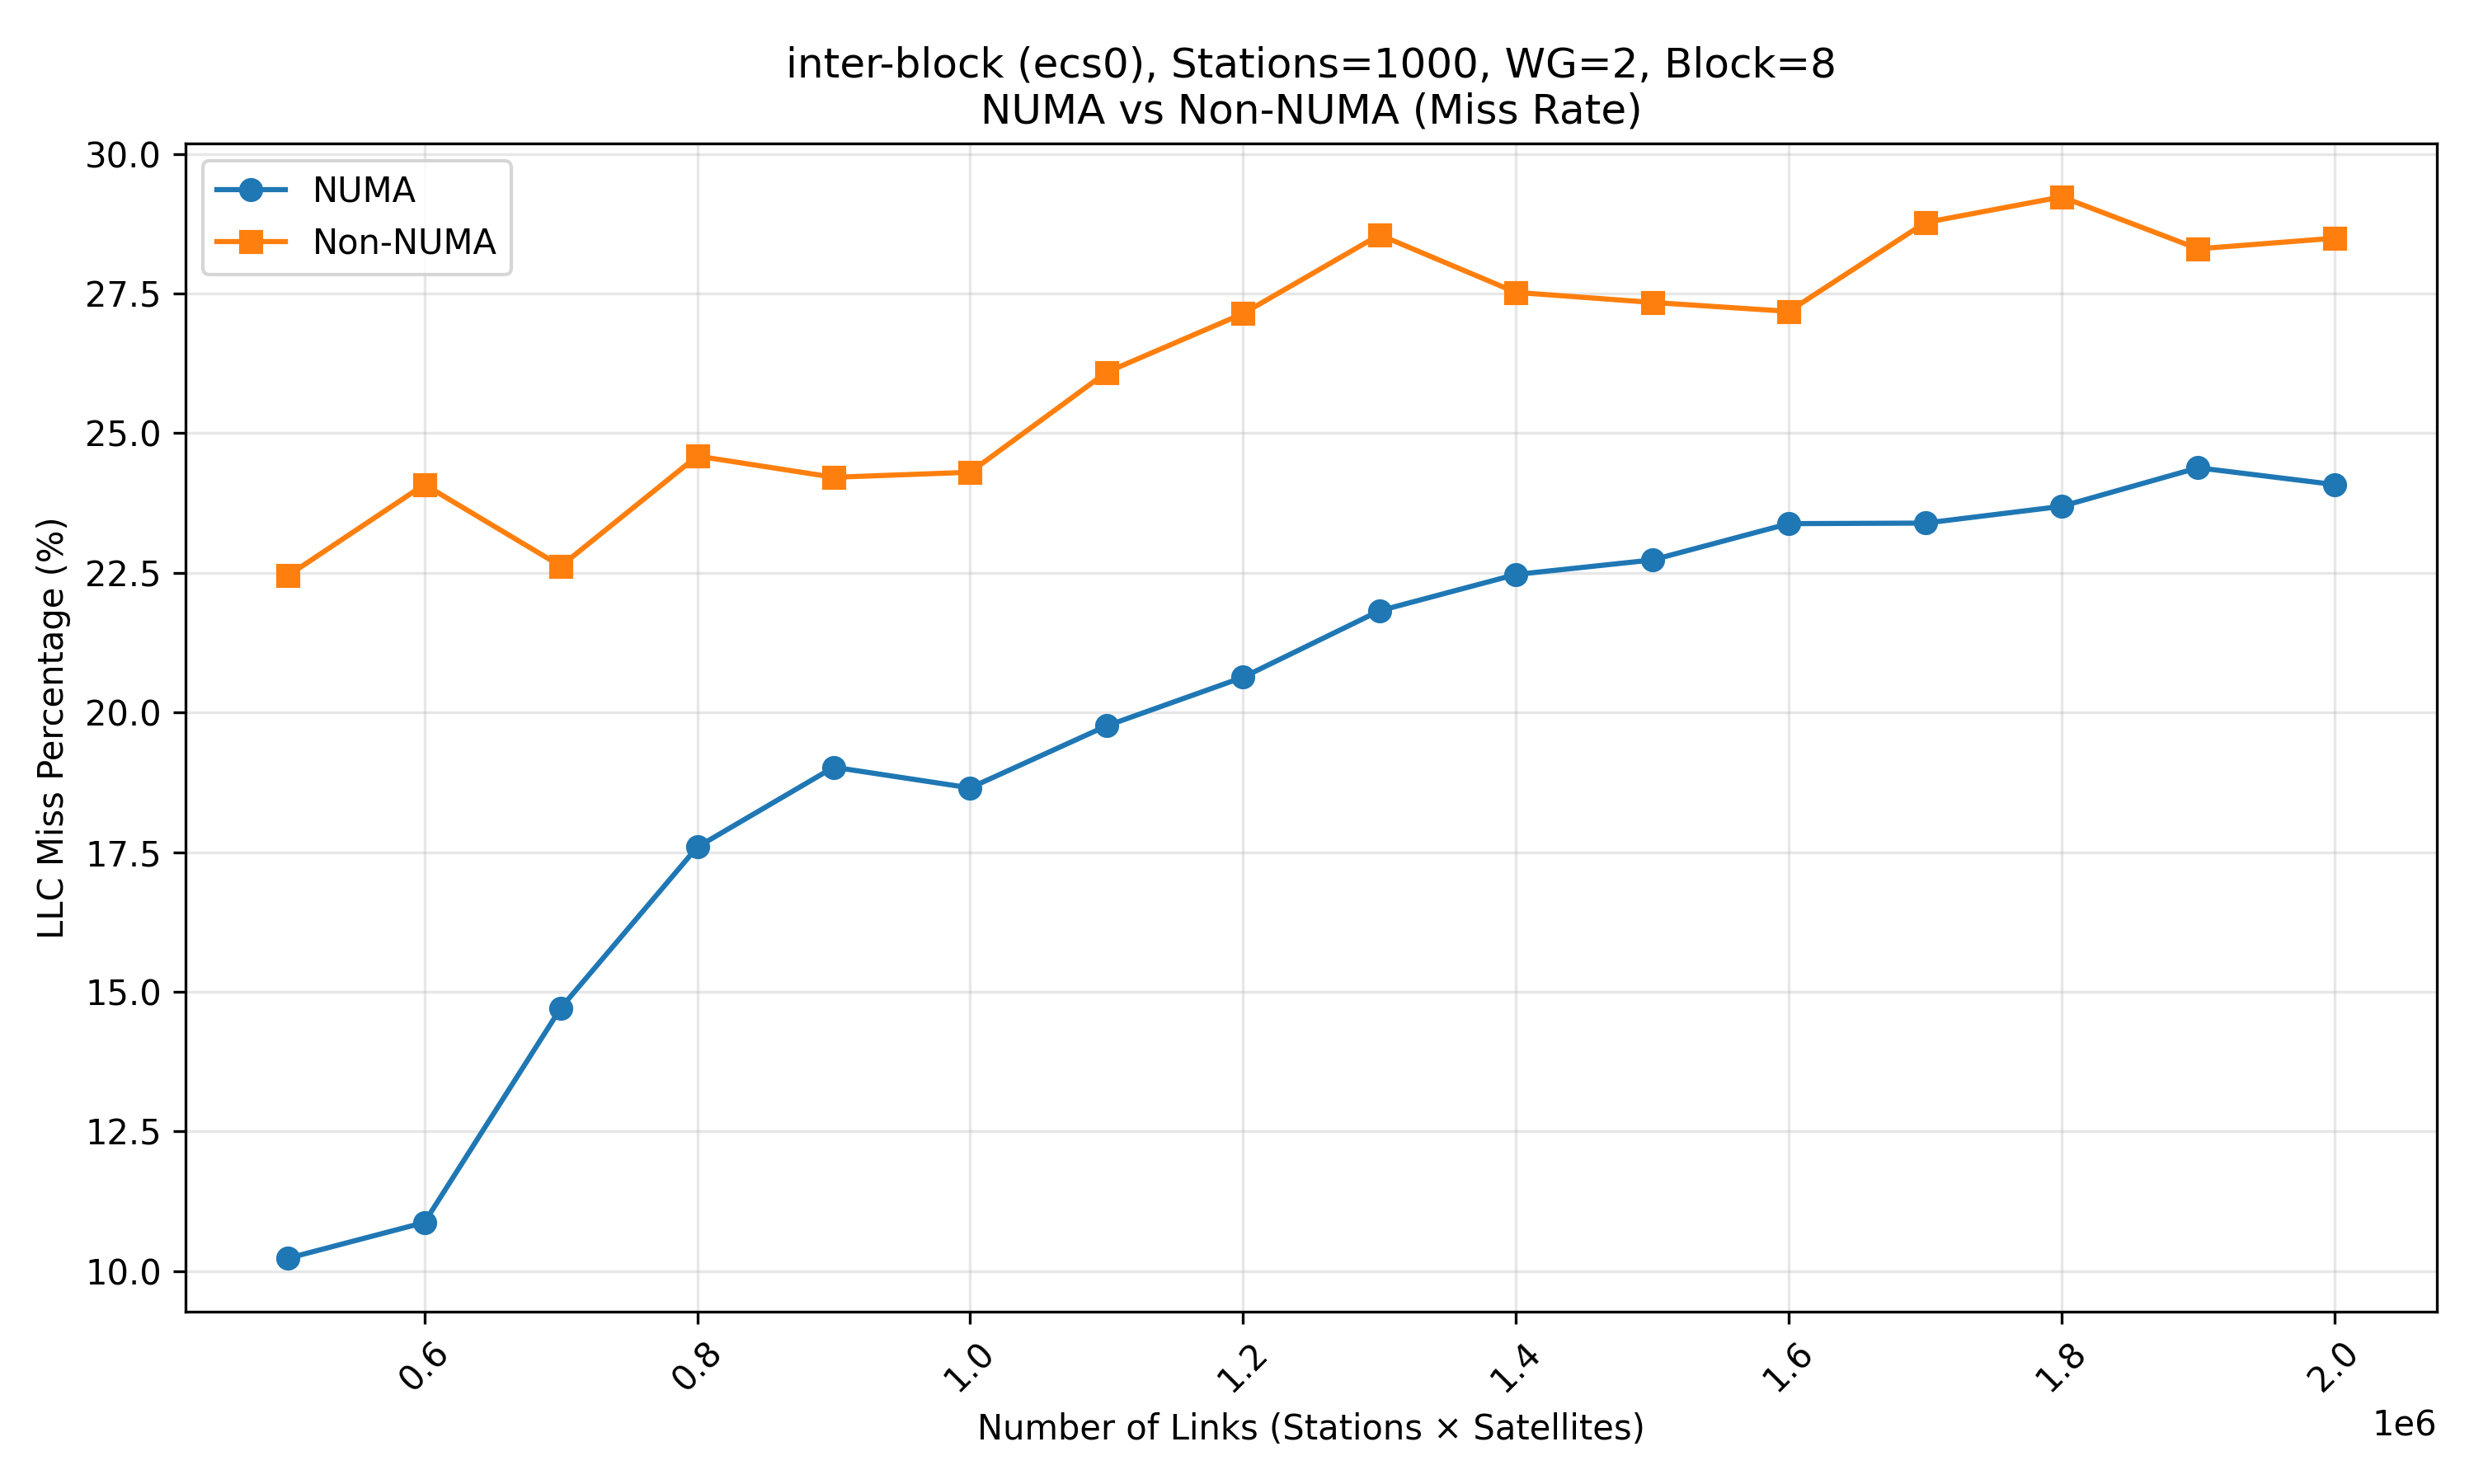 inter-block (ecs0), Stations=1000, WG=2, Block=8
NUMA vs Non-NUMA (Miss Rate)
NUMA
Non-NUMA
LLC Miss Percentage (%)
30.0
27.5
25.0
22.5
20.0
17.5
15.0
12.5
10.0
0.6
0.8
1.0
1.2
1.4
1.6
1.8
2.0
1e6
Number of Links (Stations × Satellites)